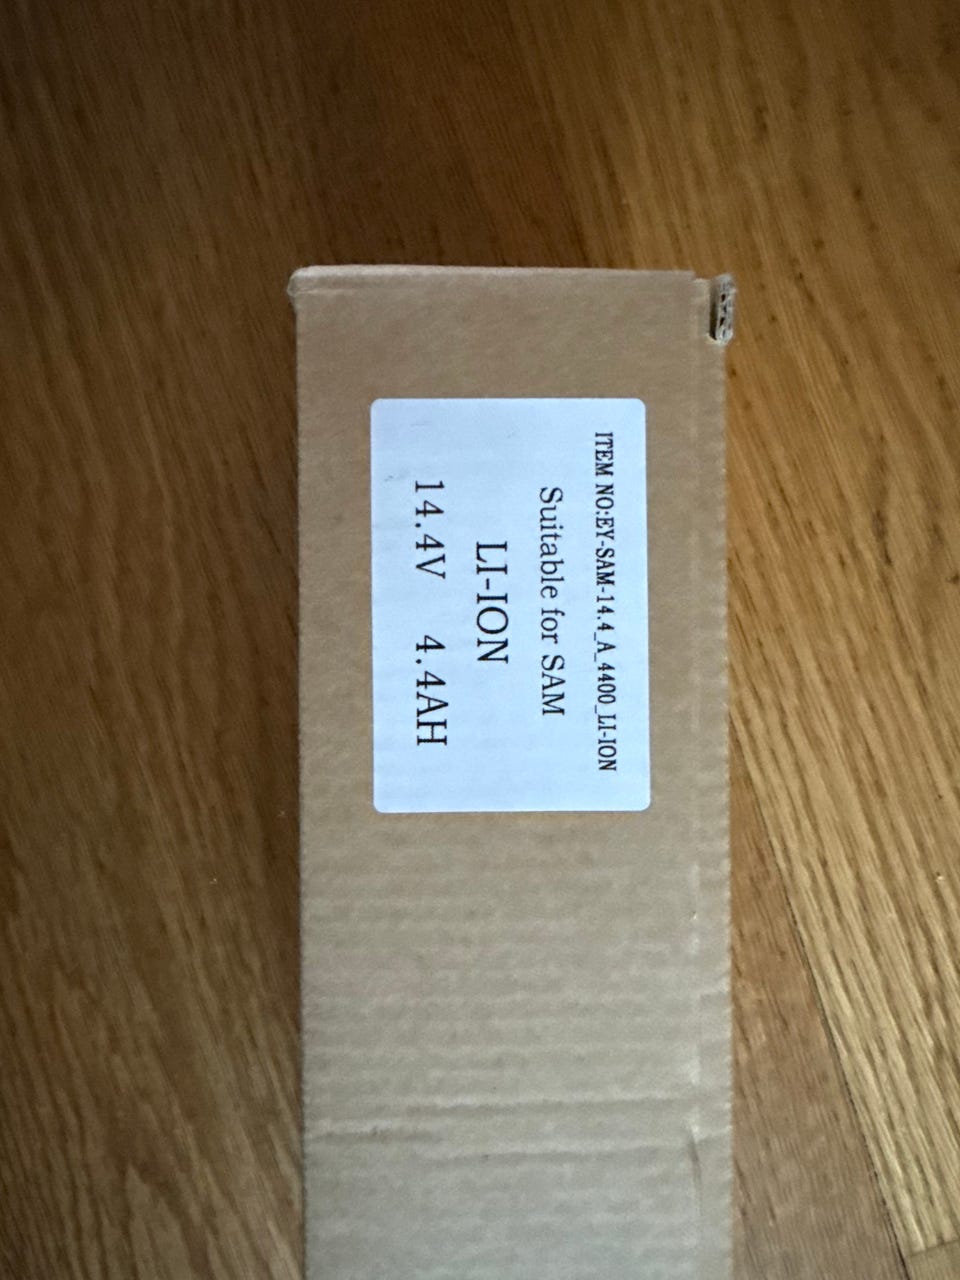 ITEM NO:EY-SAM-14.4_A_4400_LI-ION
Suitable for SAM
LI-ION
14.4V 4.4AH